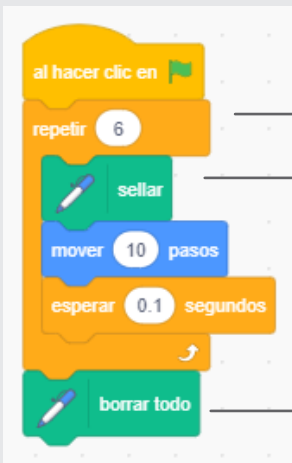 al hacer clic en
repetir 6
sellar
mover 10 pasos
esperar 0.1 segundos
borrar todo